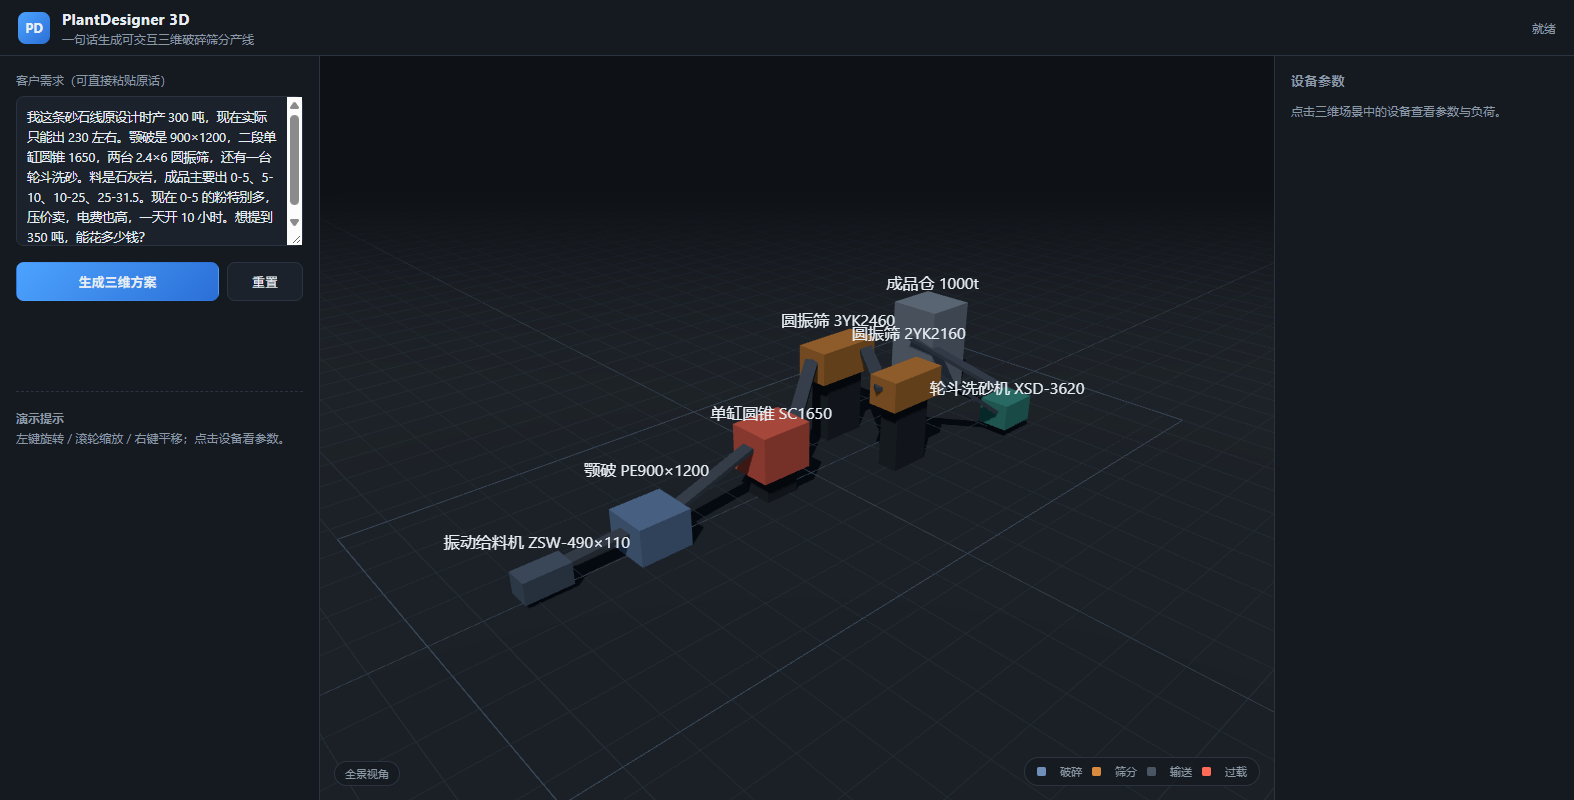 PD
PlantDesigner 3D
一句话生成可交互三维破碎筛分产线
就绪
客户需求（可直接粘贴原话）
我这条砂石线原设计时产 300 吨，现在实际
只能出 230 左右。颚破是 900×1200，二段单
缸圆锥 1650，两台 2.4×6 圆振筛，还有一台
轮斗洗砂。料是石灰岩，成品主要出 0-5、5-
10、10-25、25-31.5。现在 0-5 的粉特别多，
压价卖，电费也高，一天开 10 小时。想提到
350 吨，能花多少钱？
生成三维方案
重置
演示提示
左键旋转 / 滚轮缩放 / 右键平移；点击设备看参数。
成品仓 1000t
圆振筛 3YK2460
圆振筛 2YK2160
轮斗洗砂机 XSD-3620
单缸圆锥 SC1650
颚破 PE900×1200
振动给料机 ZSW-490×110
全景视角
破碎
筛分
输送
过载
设备参数
点击三维场景中的设备查看参数与负荷。